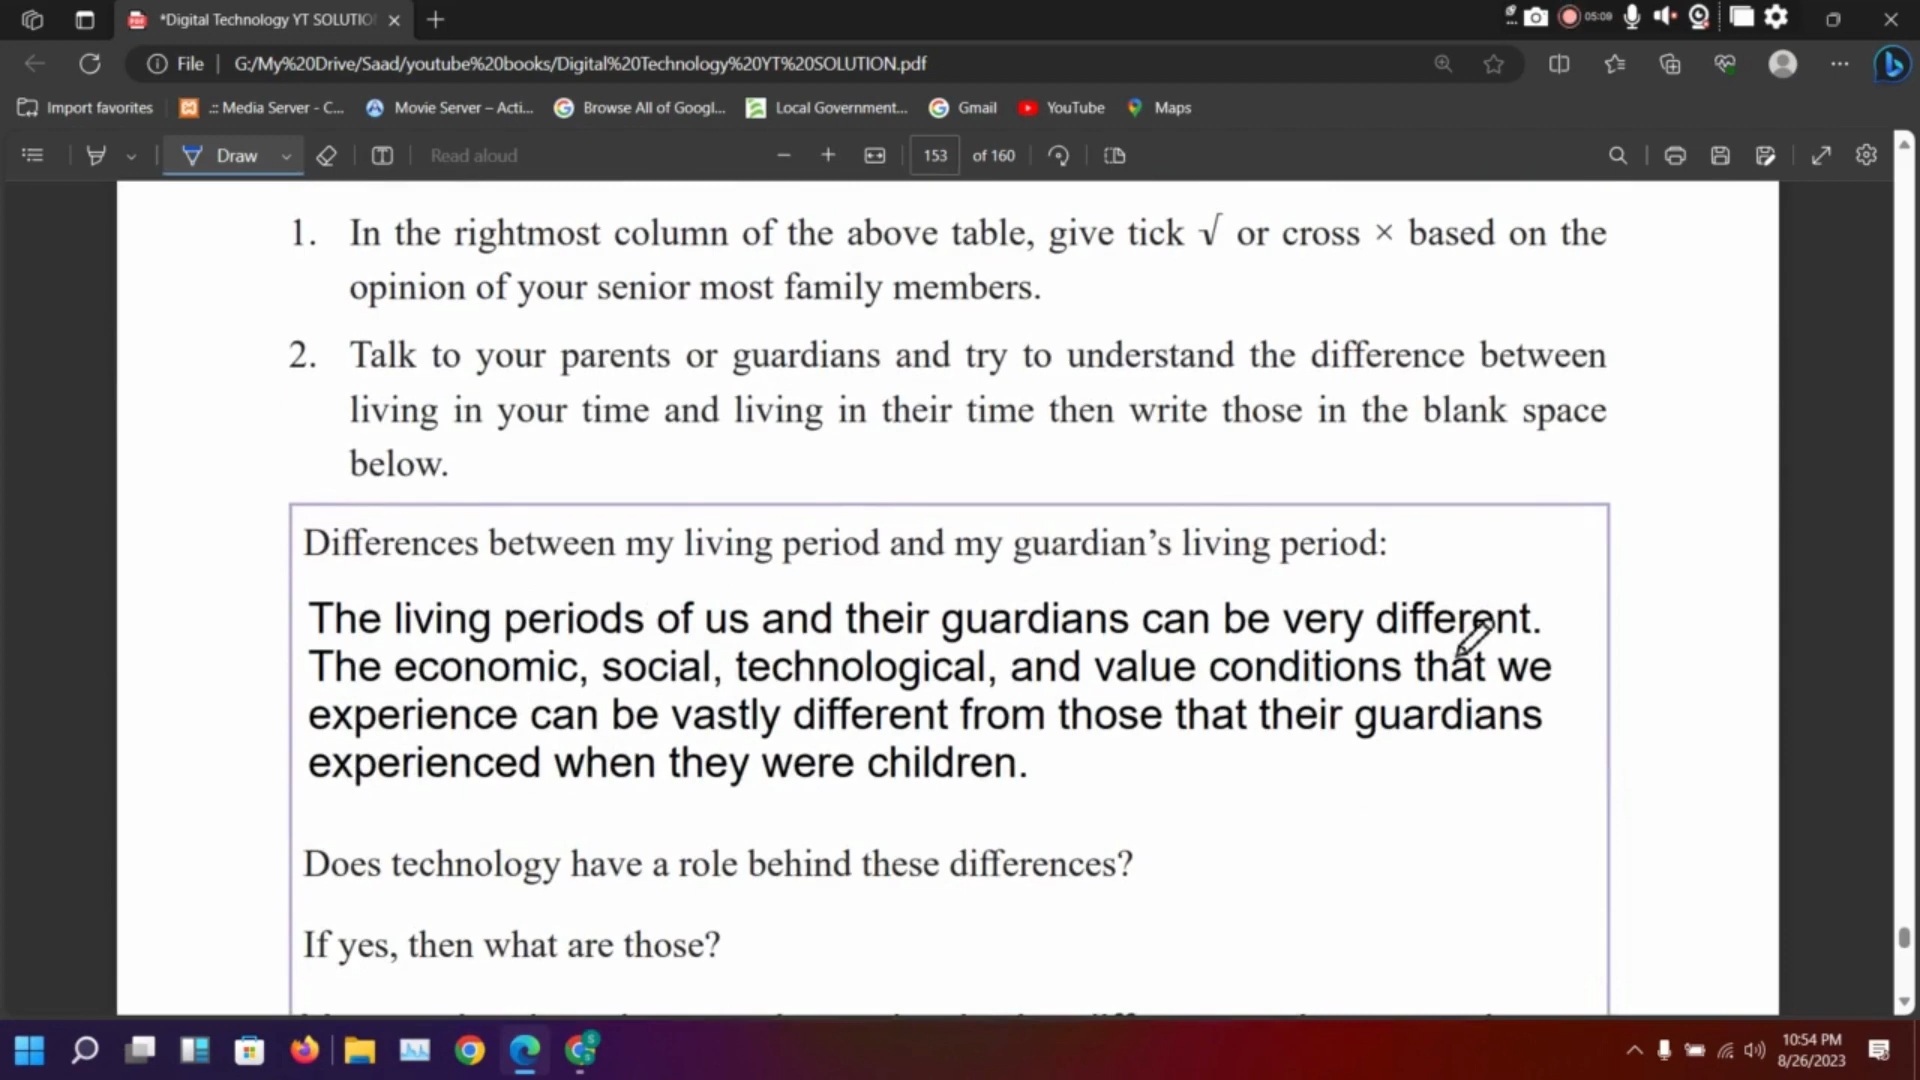 *Digital Technology YT SOLUTIO
05:09
File
G:/My%20Drive/Saad/youtube%20books/Digital%20Technology%20YT%20SOLUTION.pdf
Import favorites
.:: Media Server - C...
Movie Server – Acti...
Browse All of Googl...
Local Government...
Gmail
YouTube
Maps
Draw
Read aloud
153
of 160
1. In the rightmost column of the above table, give tick √ or cross × based on the
opinion of your senior most family members.
2. Talk to your parents or guardians and try to understand the difference between
living in your time and living in their time then write those in the blank space
below.
Differences between my living period and my guardian’s living period:
The living periods of us and their guardians can be very different.
The economic, social, technological, and value conditions that we
experience can be vastly different from those that their guardians
experienced when they were children.
Does technology have a role behind these differences?
If yes, then what are those?
10:54 PM
8/26/2023